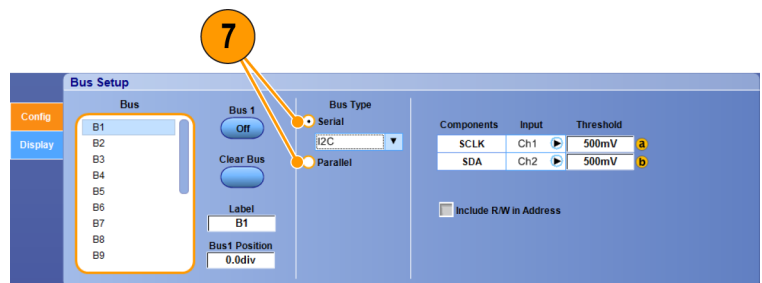 7
Bus Setup
Config
Display
Bus
B1
B2
B3
B4
B5
B6
B7
B8
B9
Bus 1
Off
Clear Bus
Label
B1
Bus1 Position
0.0div
Bus Type
Serial
I2C
Parallel
Components Input Threshold
SCLK Ch1 500mV a
SDA Ch2 500mV b
Include R/W in Address